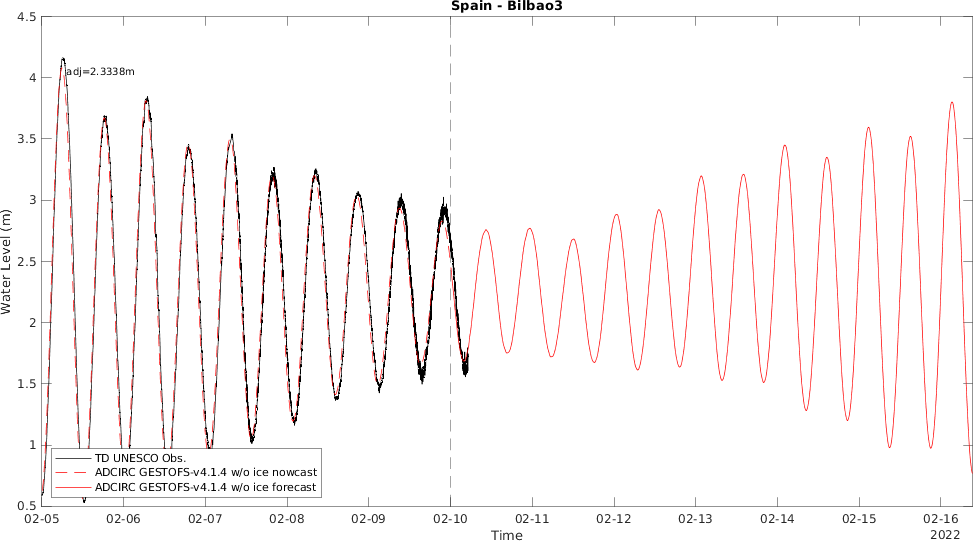 Spain - Bilbao3
4.5
4
3.5
3
2.5
2
1.5
1
0.5
Water Level (m)
adj=2.3338m
TD UNESCO Obs.
ADCIRC GESTOFS-v4.1.4 w/o ice nowcast
ADCIRC GESTOFS-v4.1.4 w/o ice forecast
02-05 02-06 02-07 02-08 02-09 02-10 02-11 02-12 02-13 02-14 02-15 02-16
2022
Time